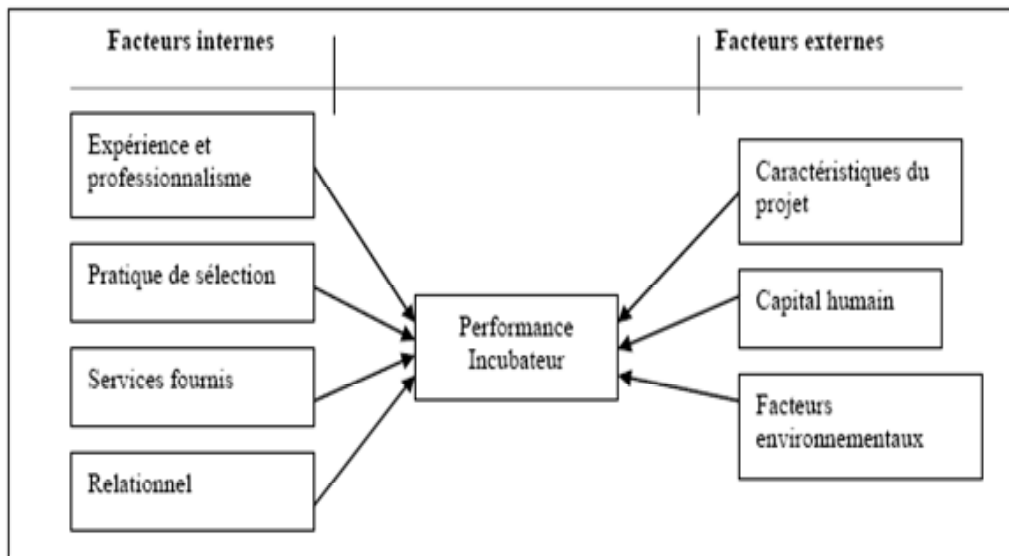 Facteurs internes
Facteurs externes
Expérience et
professionnalisme
Pratique de sélection
Services fournis
Relationnel
Performance
Incubateur
Caractéristiques du
projet
Capital humain
Facteurs
environnementaux